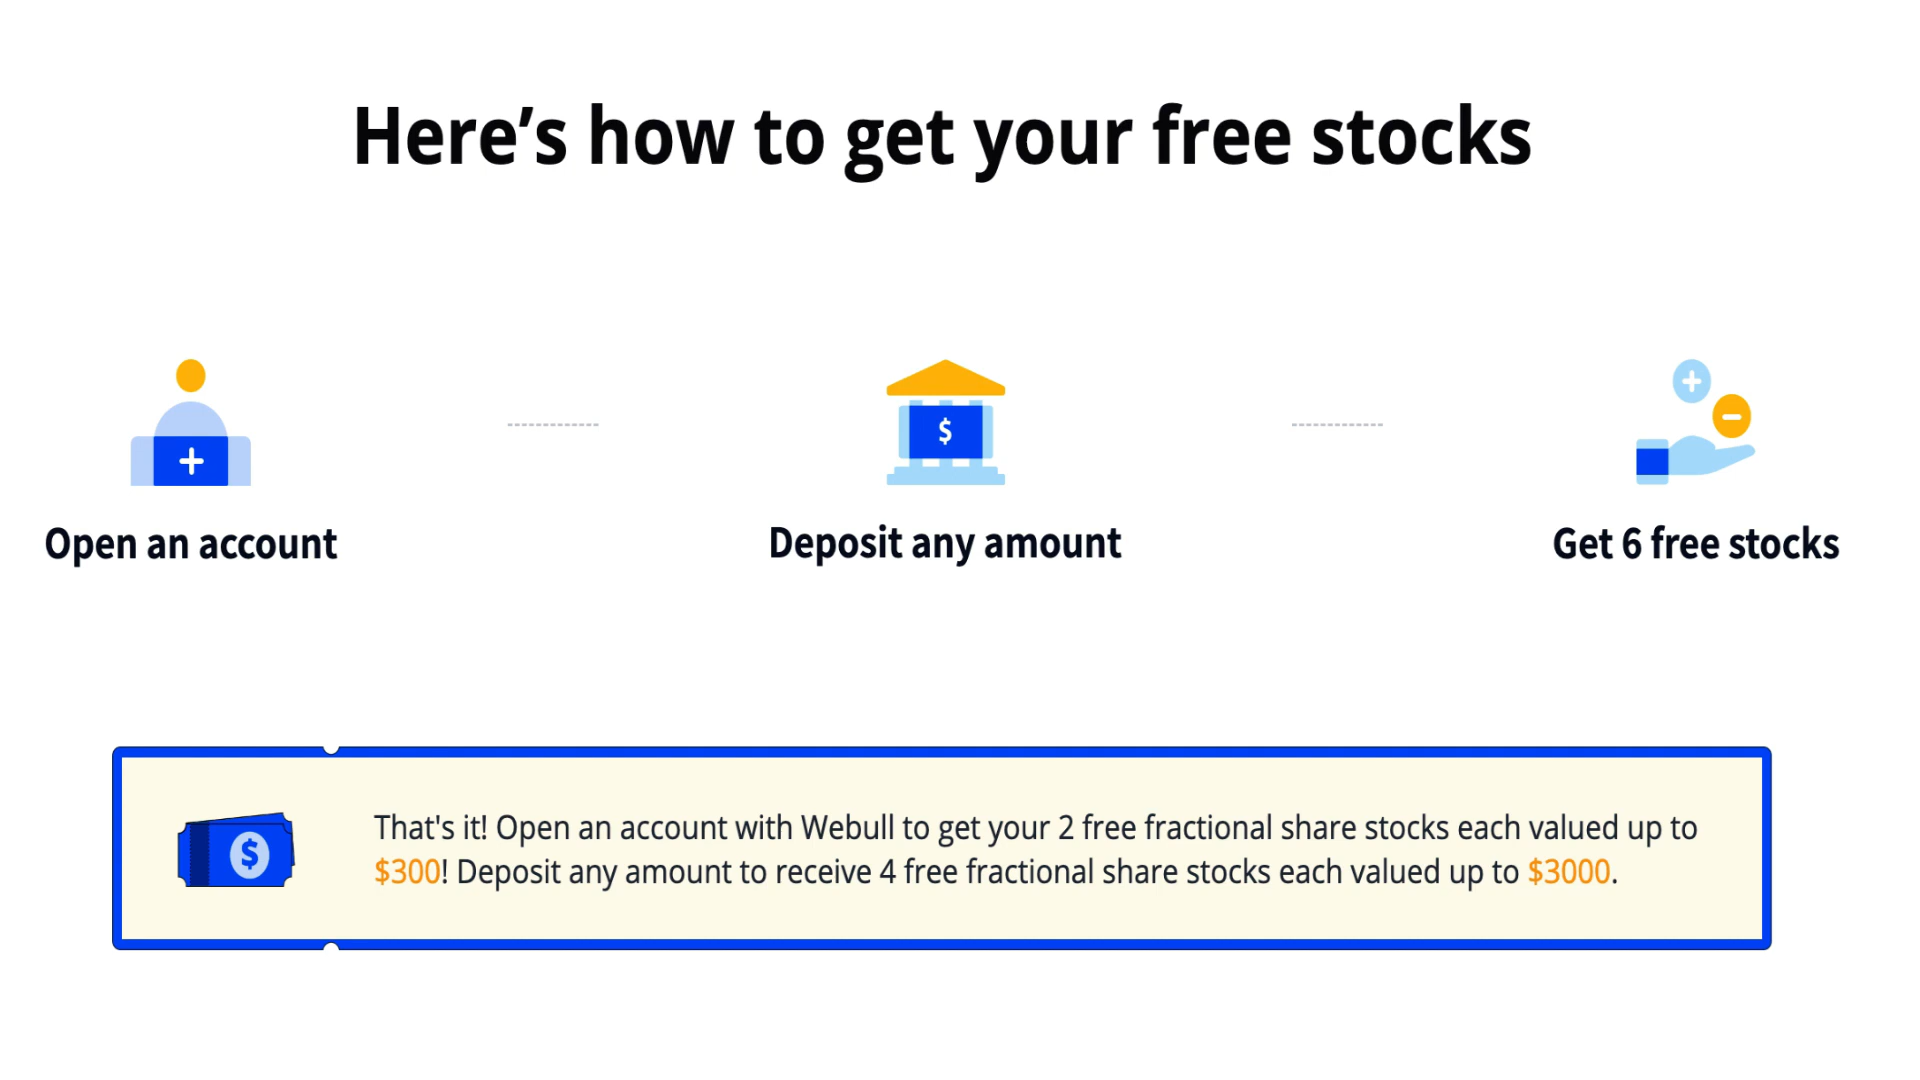 Here’s how to get your free stocks
$
Open an account
Deposit any amount
Get 6 free stocks
$
That's it! Open an account with Webull to get your 2 free fractional share stocks each valued up to
$300! Deposit any amount to receive 4 free fractional share stocks each valued up to $3000.